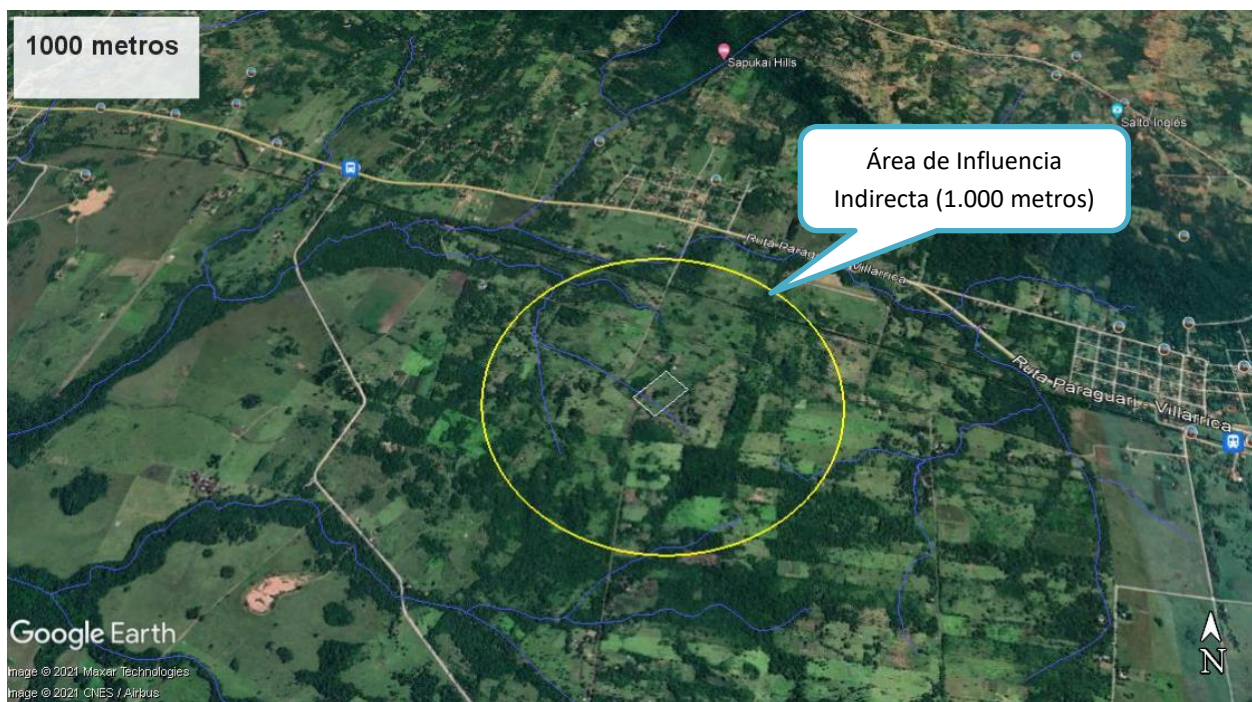 1000 metros
Sapukai Hills
Salto Inglés
Área de Influencia
Indirecta (1.000 metros)
Ruta Paraguarí - Villarrica
Ruta Paraguarí - Villarrica
Google Earth
Image © 2021 Maxar Technologies
Image © 2021 CNES / Airbus
N